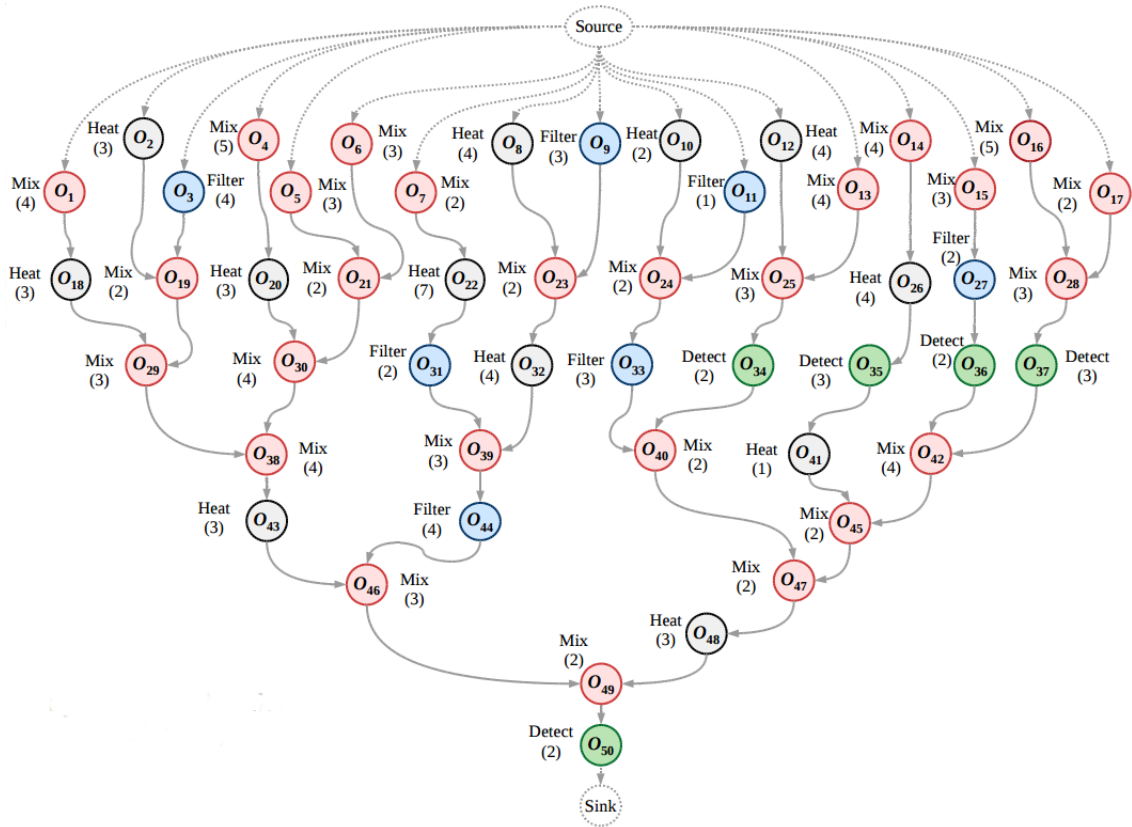 Source
Heat
(3)
O2
Mix
(5)
O4
O6
Mix
(3)
Heat
(4)
O8
Filter
(3)
O9
Heat
(2)
O10
O12
Heat
(4)
Mix
(4)
O14
Mix
(5)
O16
Mix
(4)
O1
O3
Filter
(4)
O5
Mix
(3)
O7
Mix
(2)
Filter
(1)
O11
Mix
(4)
O13
Mix
(3)
O15
Mix
(2)
O17
Heat
(3)
O18
Mix
(2)
O19
Heat
(3)
O20
Mix
(2)
O21
Heat
(7)
O22
Mix
(2)
O23
Mix
(2)
O24
Mix
(3)
O25
Heat
(4)
O26
Filter
(2)
O27
Mix
(3)
O28
Mix
(3)
O29
Mix
(4)
O30
Filter
(2)
O31
Heat
(4)
O32
Filter
(3)
O33
Detect
(2)
O34
Detect
(3)
O35
Detect
(2)
O36
O37
Detect
(3)
O38
Mix
(4)
Mix
(3)
O39
O40
Mix
(2)
Heat
(1)
O41
Mix
(4)
O42
Heat
(3)
O43
Filter
(4)
O44
Mix
(2)
O45
O46
Mix
(3)
Mix
(2)
O47
Heat
(3)
O48
Mix
(2)
O49
Detect
(2)
O50
Sink